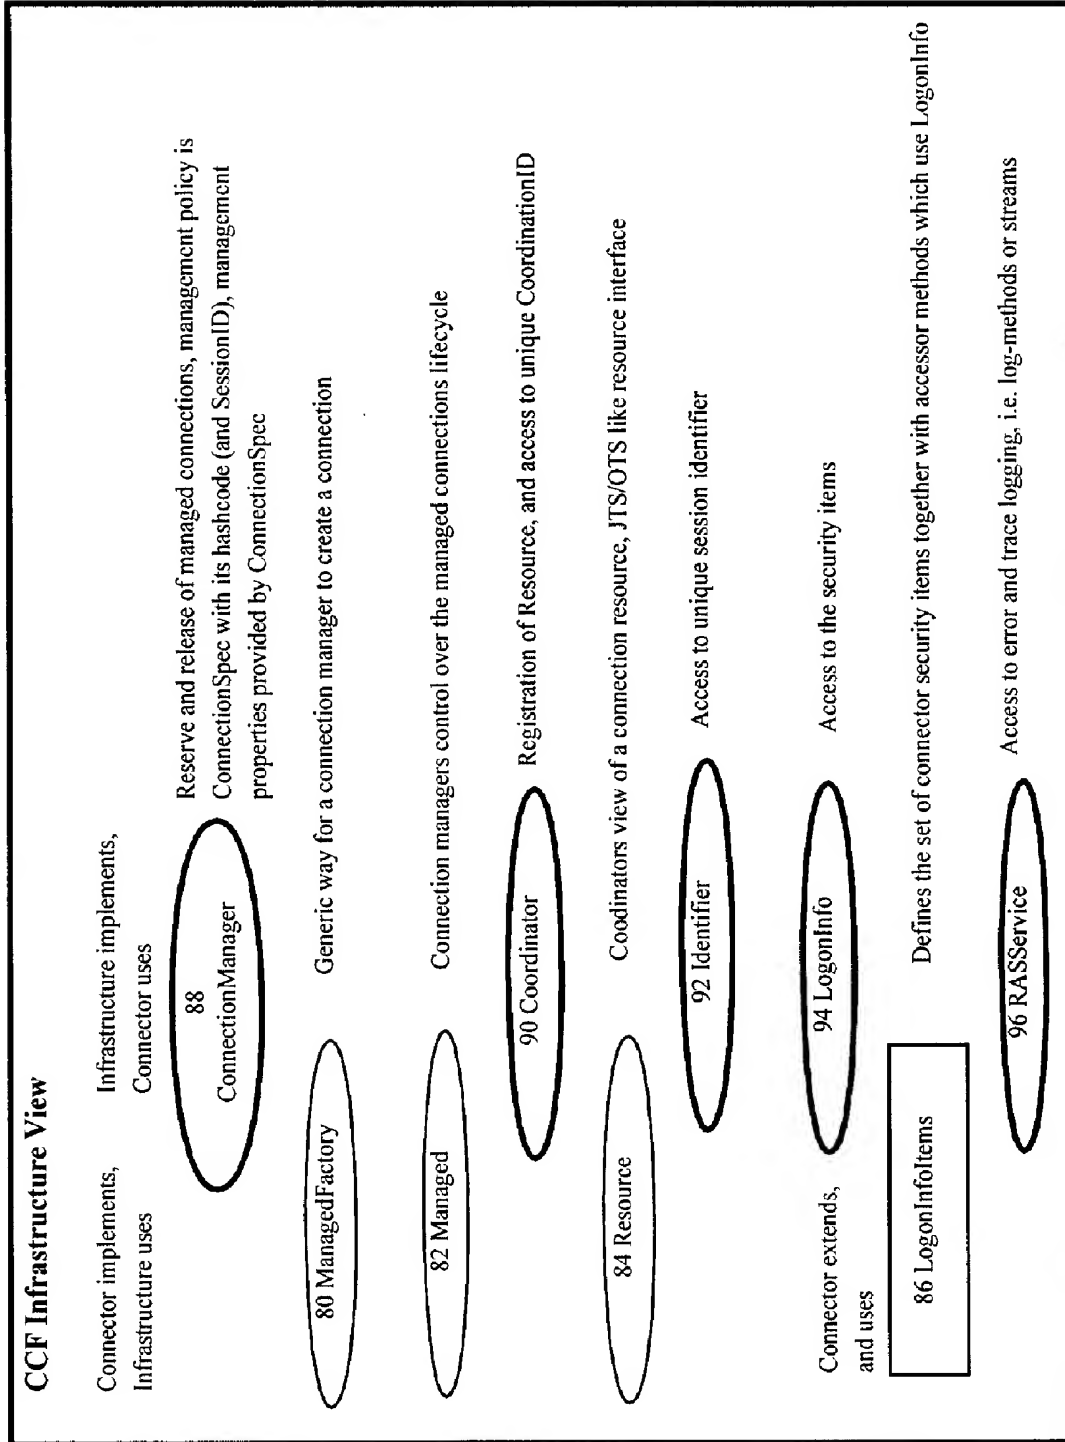 CCF Infrastructure View
Connector implements,
Infrastructure uses
Infrastructure implements,
Connector uses
88
ConnectionManager
Reserve and release of managed connections, management policy is
ConnectionSpec with its hashcode (and SessionID), management
properties provided by ConnectionSpec
80 ManagedFactory
Generic way for a connection manager to create a connection
82 Managed
Connection managers control over the managed connections lifecycle
90 Coordinator
Registration of Resource, and access to unique CoordinationID
84 Resource
Coodinators view of a connection resource, JTS/OTS like resource interface
92 Identifier
Access to unique session identifier
94 LogonInfo
Access to the security items
Connector extends,
and uses
86 LogonInfoItems
Defines the set of connector security items together with accessor methods which use LogonInfo
96 RASService
Access to error and trace logging, i.e. log-methods or streams